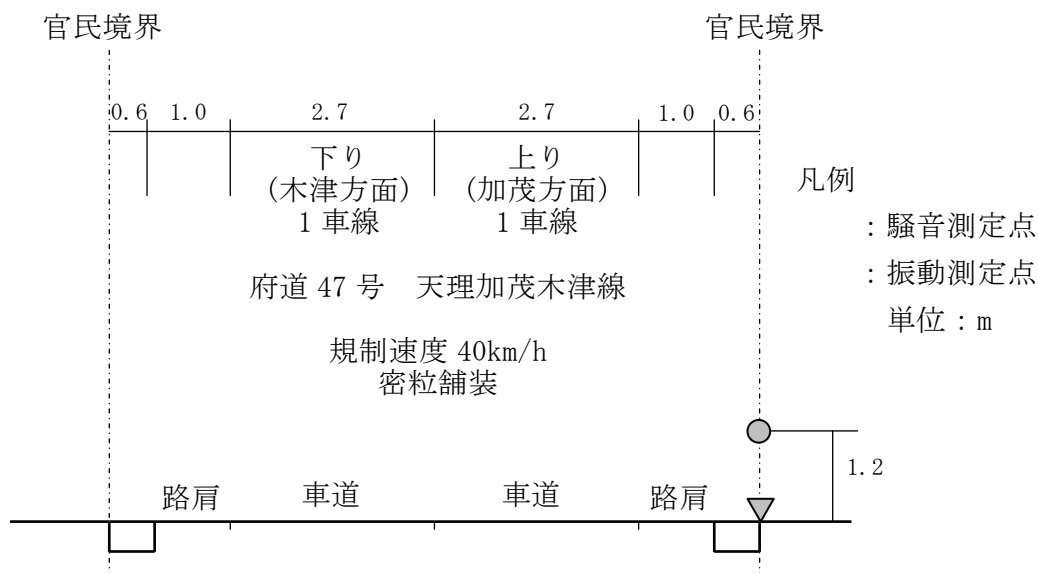 官民境界 官民境界
0.6 1.0 2.7 2.7 1.0 0.6
下り
(木津方面)
1 車線
上り
(加茂方面)
1 車線
凡例
：騒音測定点
：振動測定点
単位：m
府道 47 号　天理加茂木津線
規制速度 40km/h
密粒舗装
1.2
路肩 車道 車道 路肩